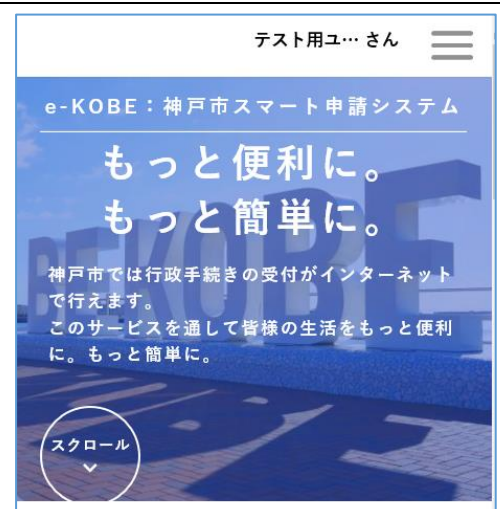 テスト用ユ… さん
e-KOBE：神戸市スマート申請システム
もっと便利に。
もっと簡単に。
神戸市では行政手続きの受付がインターネット
で行えます。
このサービスを通して皆様の生活をもっと便利
に。もっと簡単に。
スクロール
BE KOBE